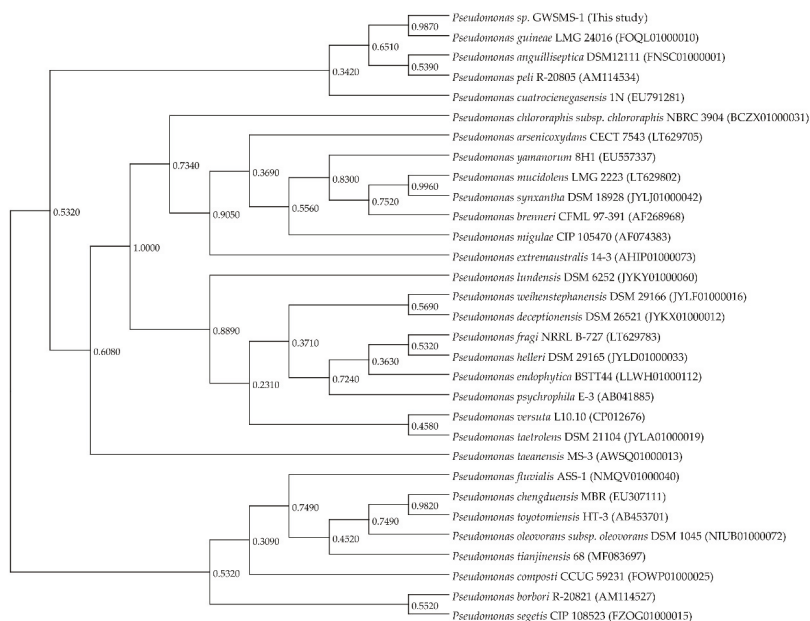 Pseudomonas sp. GWSMS-1 (This study)
0.9870
Pseudomonas guineae LMG 24016 (FOQL01000010)
0.6510
Pseudomonas anguilliseptica DSM12111 (FNSC01000001)
0.5390
Pseudomonas peli R-20805 (AM114534)
0.3420
Pseudomonas cuatrocienegasensis 1N (EU791281)
Pseudomonas chlororaphis subsp. chlororaphis NBRC 3904 (BCZX01000031)
Pseudomonas arsenicoxydans CECT 7543 (LT629705)
Pseudomonas yamanorum 8H1 (EU557337)
0.7340
0.3690
0.8300
Pseudomonas mucidolens LMG 2223 (LT629802)
0.9960
Pseudomonas synxantha DSM 18928 (JYLJ01000042)
0.7520
0.5560
0.5320
0.9050
Pseudomonas brenneri CFML 97-391 (AF268968)
Pseudomonas migulae CIP 105470 (AF074383)
1.0000
Pseudomonas extremaustralis 14-3 (AHIP01000073)
Pseudomonas lundensis DSM 6252 (JYKY01000060)
Pseudomonas weihenstephanensis DSM 29166 (JYLF01000016)
0.5690
Pseudomonas deceptionensis DSM 26521 (JYKX01000012)
0.8890
0.3710
Pseudomonas fragi NRRL B-727 (LT629783)
0.5320
0.6080
Pseudomonas helleri DSM 29165 (JYLD01000033)
0.3630
Pseudomonas endophytica BSTT44 (LLWH01000112)
0.2310
0.7240
Pseudomonas psychrophila E-3 (AB041885)
Pseudomonas versuta L10.10 (CP012676)
0.4580
Pseudomonas taetrolens DSM 21104 (JYLA01000019)
Pseudomonas taeanensis MS-3 (AWSQ01000013)
Pseudomonas fluvialis ASS-1 (NMQV01000040)
Pseudomonas chengduensis MBR (EU307111)
0.7490
0.9820
Pseudomonas toyotomiensis HT-3 (AB453701)
0.7490
Pseudomonas oleovorans subsp. oleovorans DSM 1045 (NIUB01000072)
0.3090
0.4520
Pseudomonas tianjinensis 68 (MF083697)
0.5320
Pseudomonas composti CCUG 59231 (FOWP01000025)
Pseudomonas borbori R-20821 (AM114527)
0.5520
Pseudomonas segetis CIP 108523 (FZOG01000015)